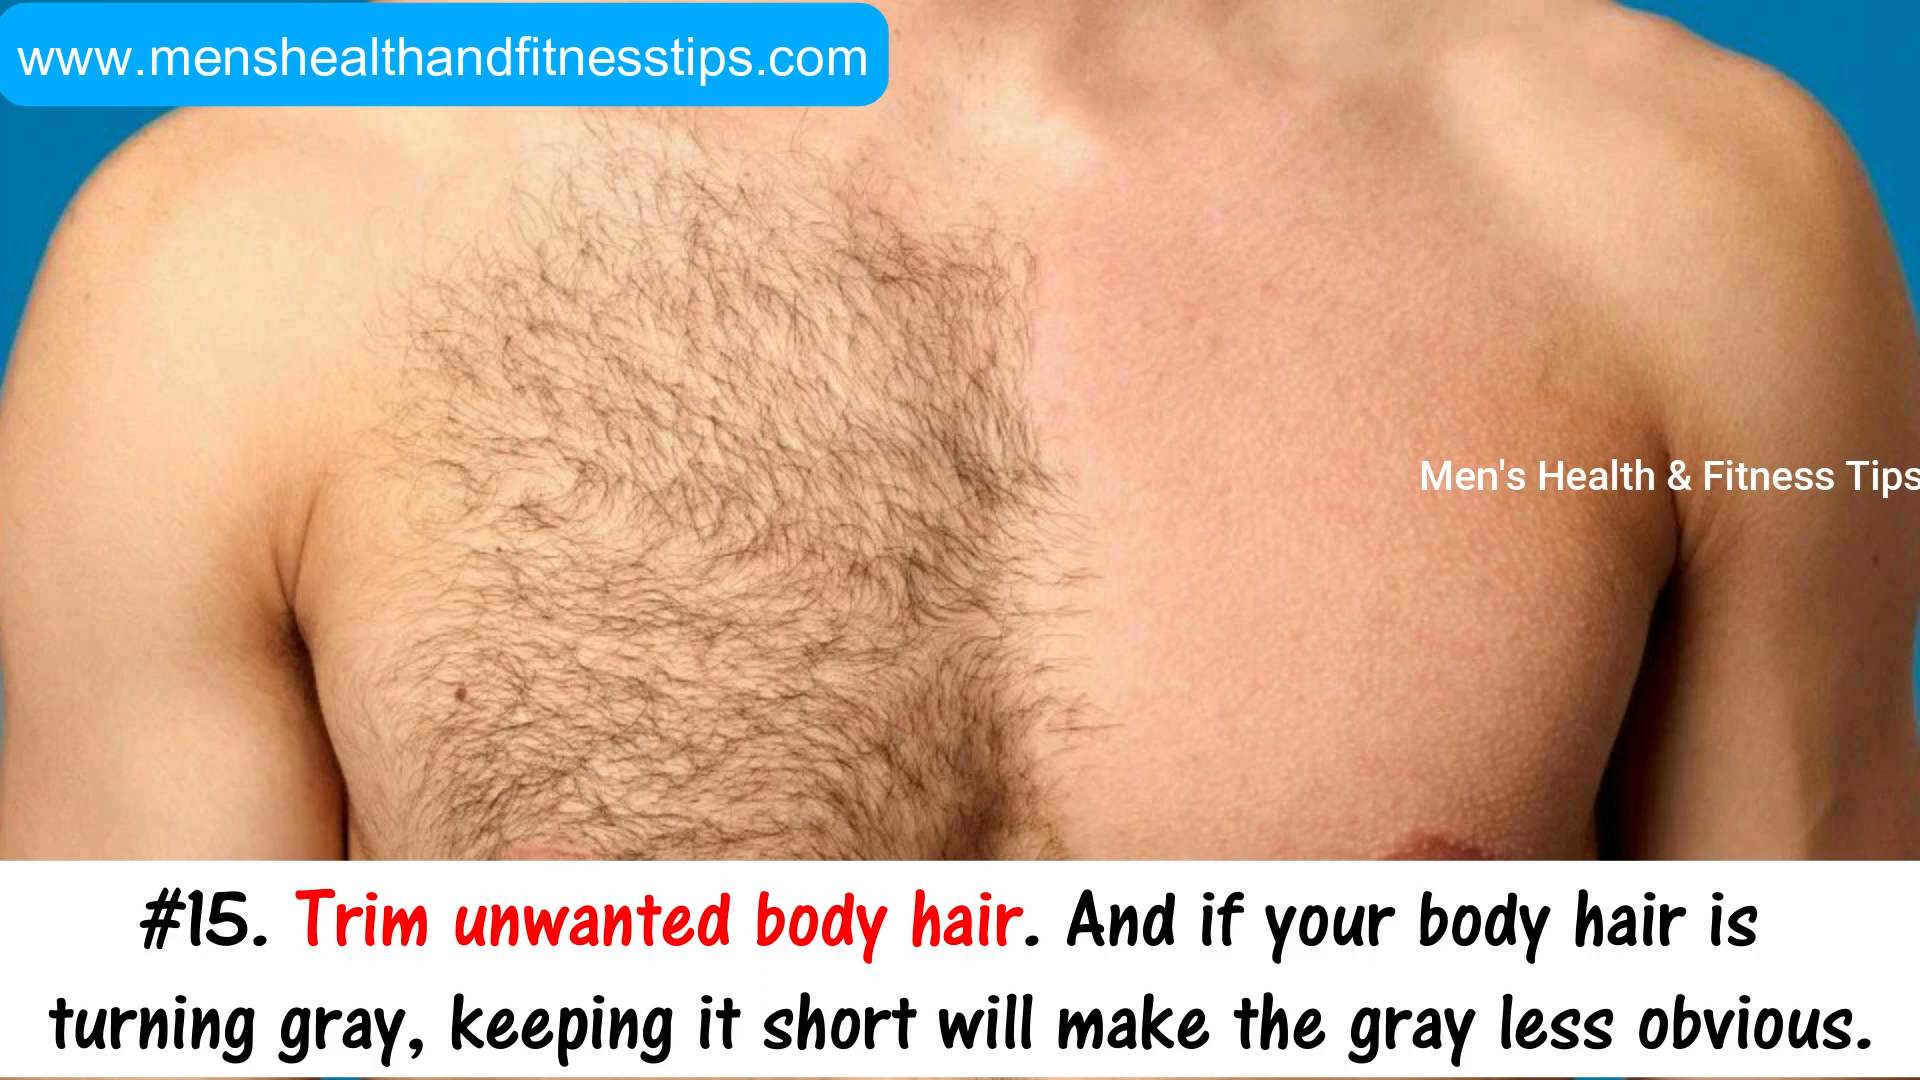 www.menshealthandfitnesstips.com
Men's Health & Fitness Tips
#15. Trim unwanted body hair. And if your body hair is
turning gray, keeping it short will make the gray less obvious.